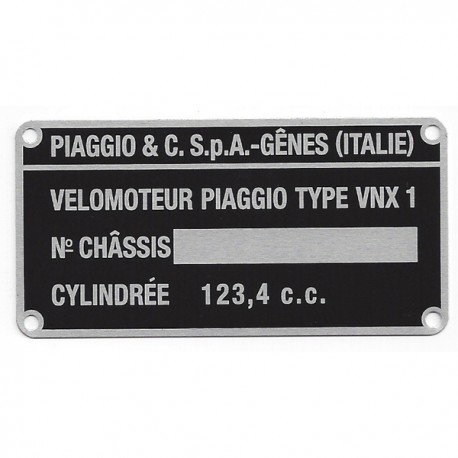 PIAGGIO & C. S.p.A.-GÊNES (ITALIE)
VELOMOTEUR PIAGGIO TYPE VNX 1
Nº CHÂSSIS
CYLINDRÉE 123,4 c.c.